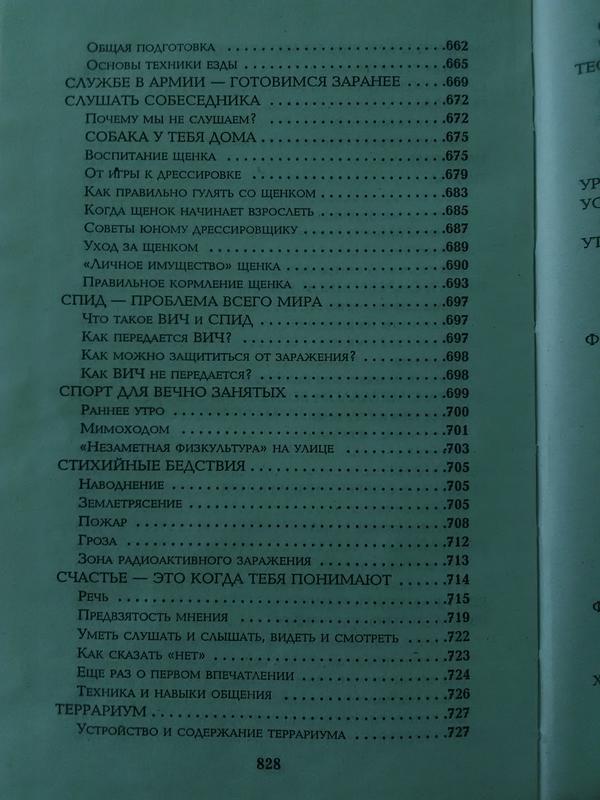 Общая подготовка ........................662
Основы техники езды ........................665
СЛУЖБЕ В АРМИИ — ГОТОВИМСЯ ЗАРАНЕЕ .....669
СЛУШАТЬ СОБЕСЕДНИКА ........................672
Почему мы не слушаем? ........................672
СОБАКА У ТЕБЯ ДОМА ........................675
Воспитание щенка ........................675
От игры к дрессировке ........................679
Как правильно гулять со щенком ................683
Когда щенок начинает взрослеть ................685
Советы юному дрессировщику ................687
Уход за щенком ........................689
«Личное имущество» щенка ....................690
Правильное кормление щенка ................693
СПИД — ПРОБЛЕМА ВСЕГО МИРА ................697
Что такое ВИЧ и СПИД ........................697
Как передается ВИЧ? ........................697
Как можно защититься от заражения? ..........698
Как ВИЧ не передается? ........................698
СПОРТ ДЛЯ ВЕЧНО ЗАНЯТЫХ ....................699
Раннее утро ........................700
Мимоходом ........................701
«Незаметная физкультура» на улице ............703
СТИХИЙНЫЕ БЕДСТВИЯ ........................705
Наводнение ........................705
Землетрясение ........................705
Пожар ........................708
Гроза ........................712
Зона радиоактивного заражения ................713
СЧАСТЬЕ — ЭТО КОГДА ТЕБЯ ПОНИМАЮТ ......714
Речь ........................715
Предвзятость мнения ........................719
Уметь слушать и слышать, видеть и смотреть .....722
Как сказать «нет» ........................723
Еще раз о первом впечатлении ................724
Техника и навыки общения ....................726
ТЕРРАРИУМ ........................727
Устройство и содержание террариума ............727
828